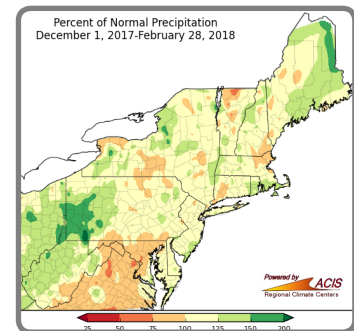 Percent of Normal Precipitation
December 1, 2017-February 28, 2018
Powered by
ACIS
Regional Climate Centers
25 50 75 100 125 150 200